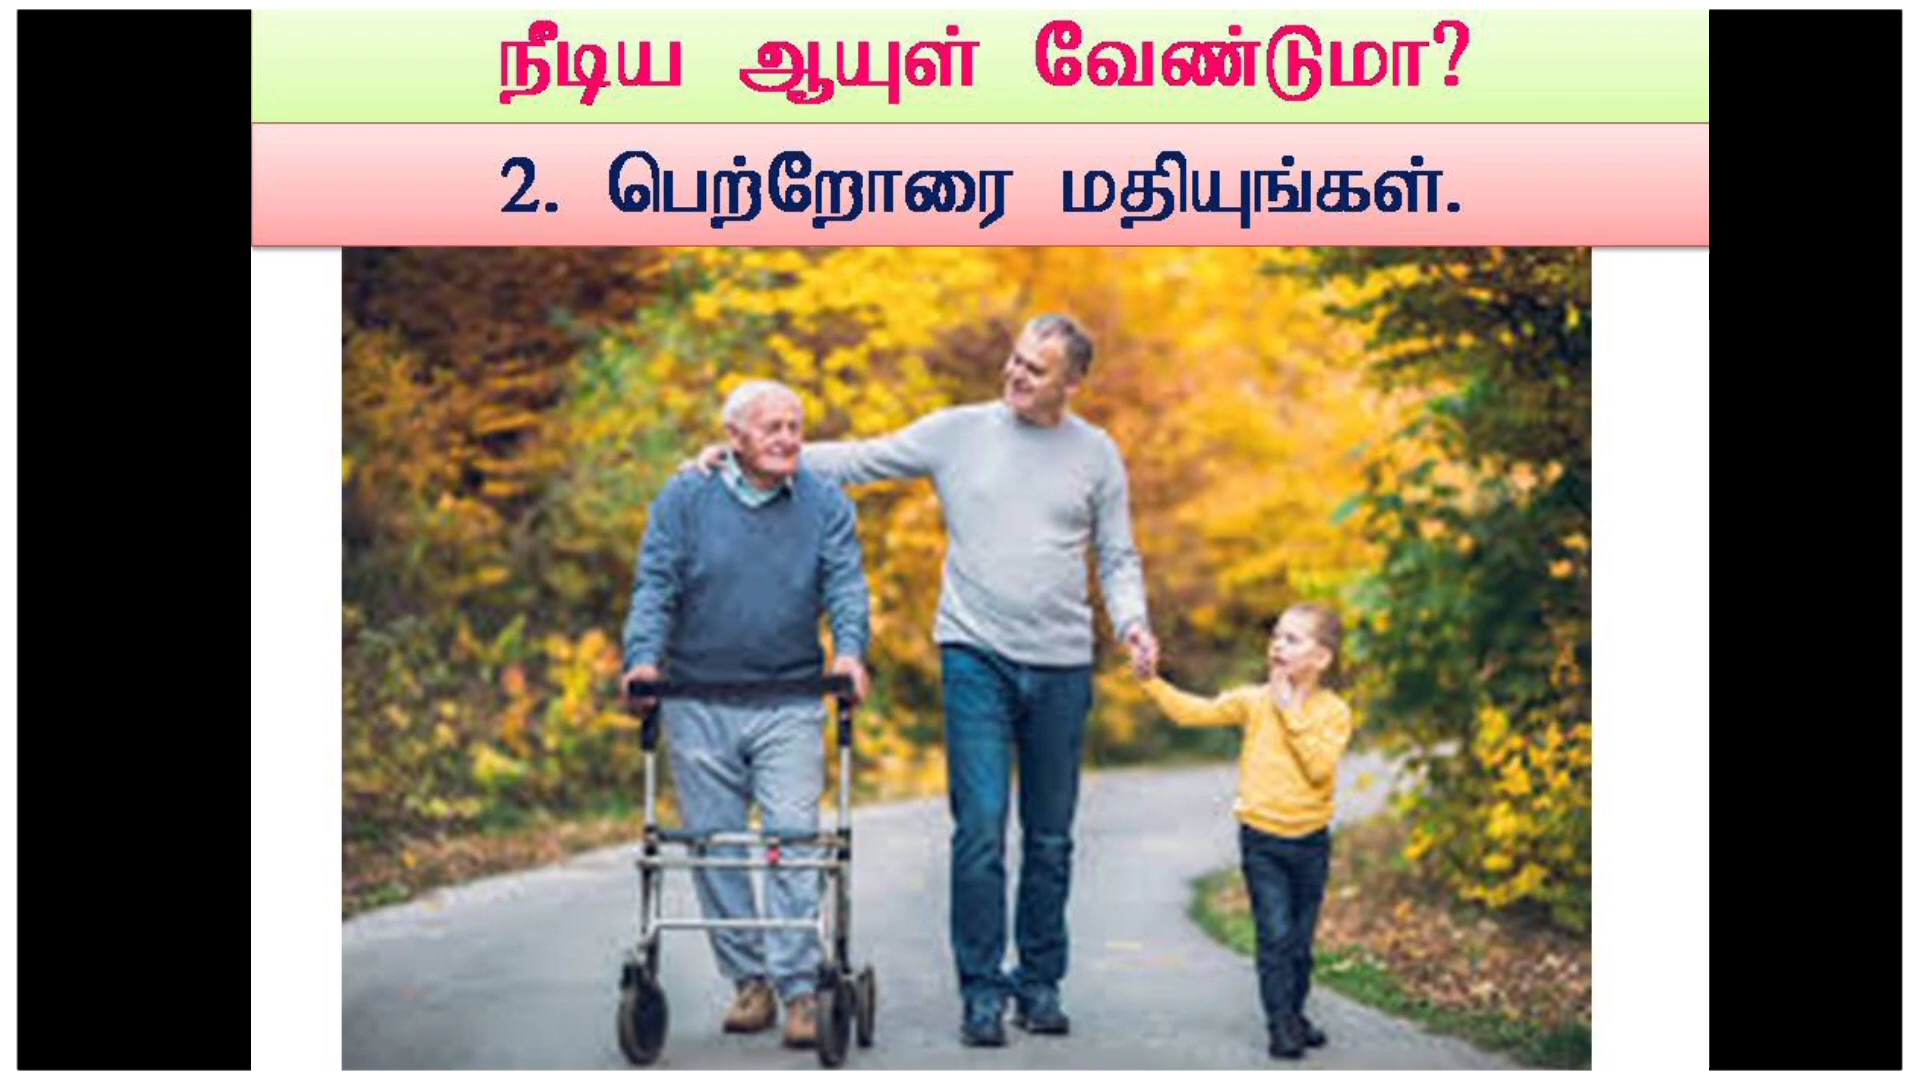 நீடிய ஆயுள் வேண்டுமா?
2. பெற்றோரை மதியுங்கள்.